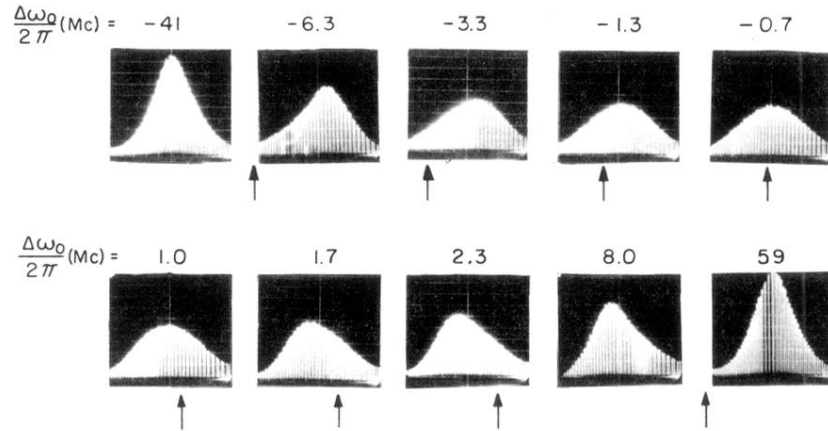 Δω₀/2π (Mc) = -41 -6.3 -3.3 -1.3 -0.7
Δω₀/2π (Mc) = 1.0 1.7 2.3 8.0 59